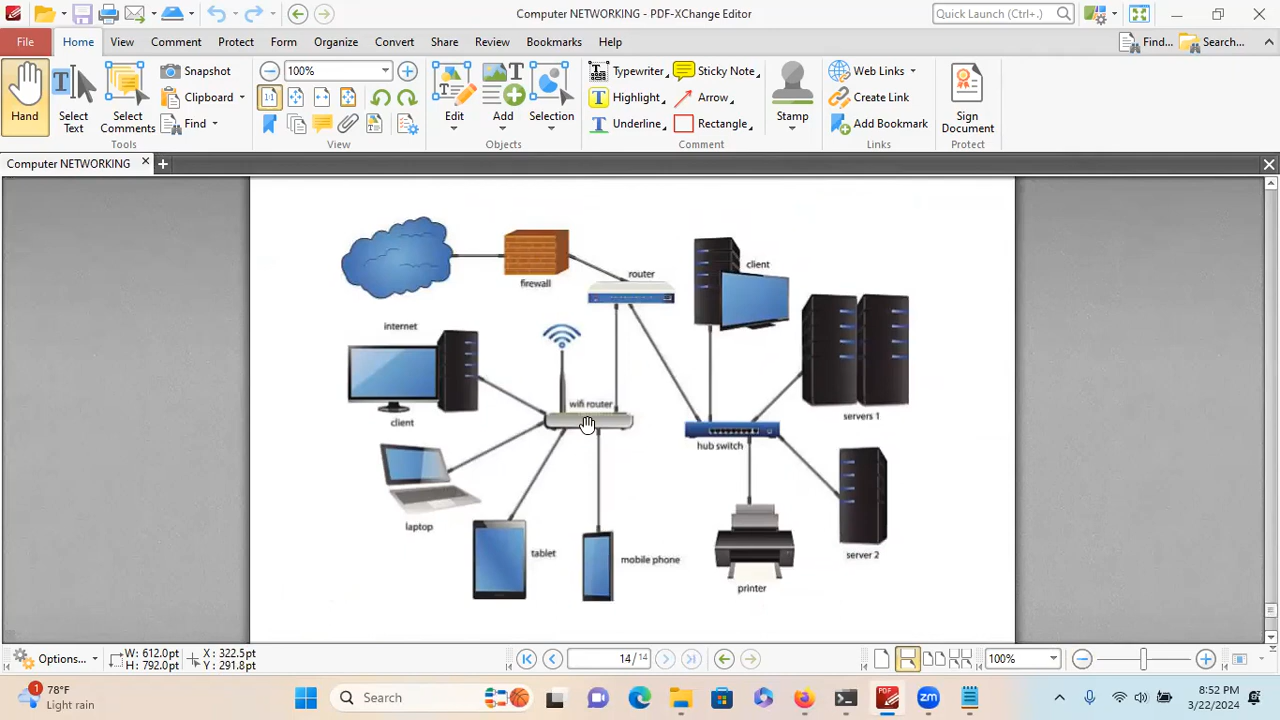 Computer NETWORKING - PDF-XChange Editor
Quick Launch (Ctrl+.)
File Home View Comment Protect Form Organize Convert Share Review Bookmarks Help
Find... Search...
Hand
Select Text
Select Comments
Snapshot
Clipboard
Find
Tools
100%
View
Edit
Add
Selection
Objects
Typewriter
Highlight
Underline
Sticky Note
Arrow
Rectangle
Stamp
Comment
Web Links
Create Link
Add Bookmark
Links
Sign Document
Protect
Computer NETWORKING
firewall
router
client
internet
wifi router
client
servers 1
hub switch
laptop
tablet
mobile phone
server 2
printer
Options...
W: 612.0pt
H: 792.0pt
X: 322.5pt
Y: 291.8pt
14 / 14
100%
1
78°F
Light rain
Search
PDF
zm
8:52 PM
3/22/2024